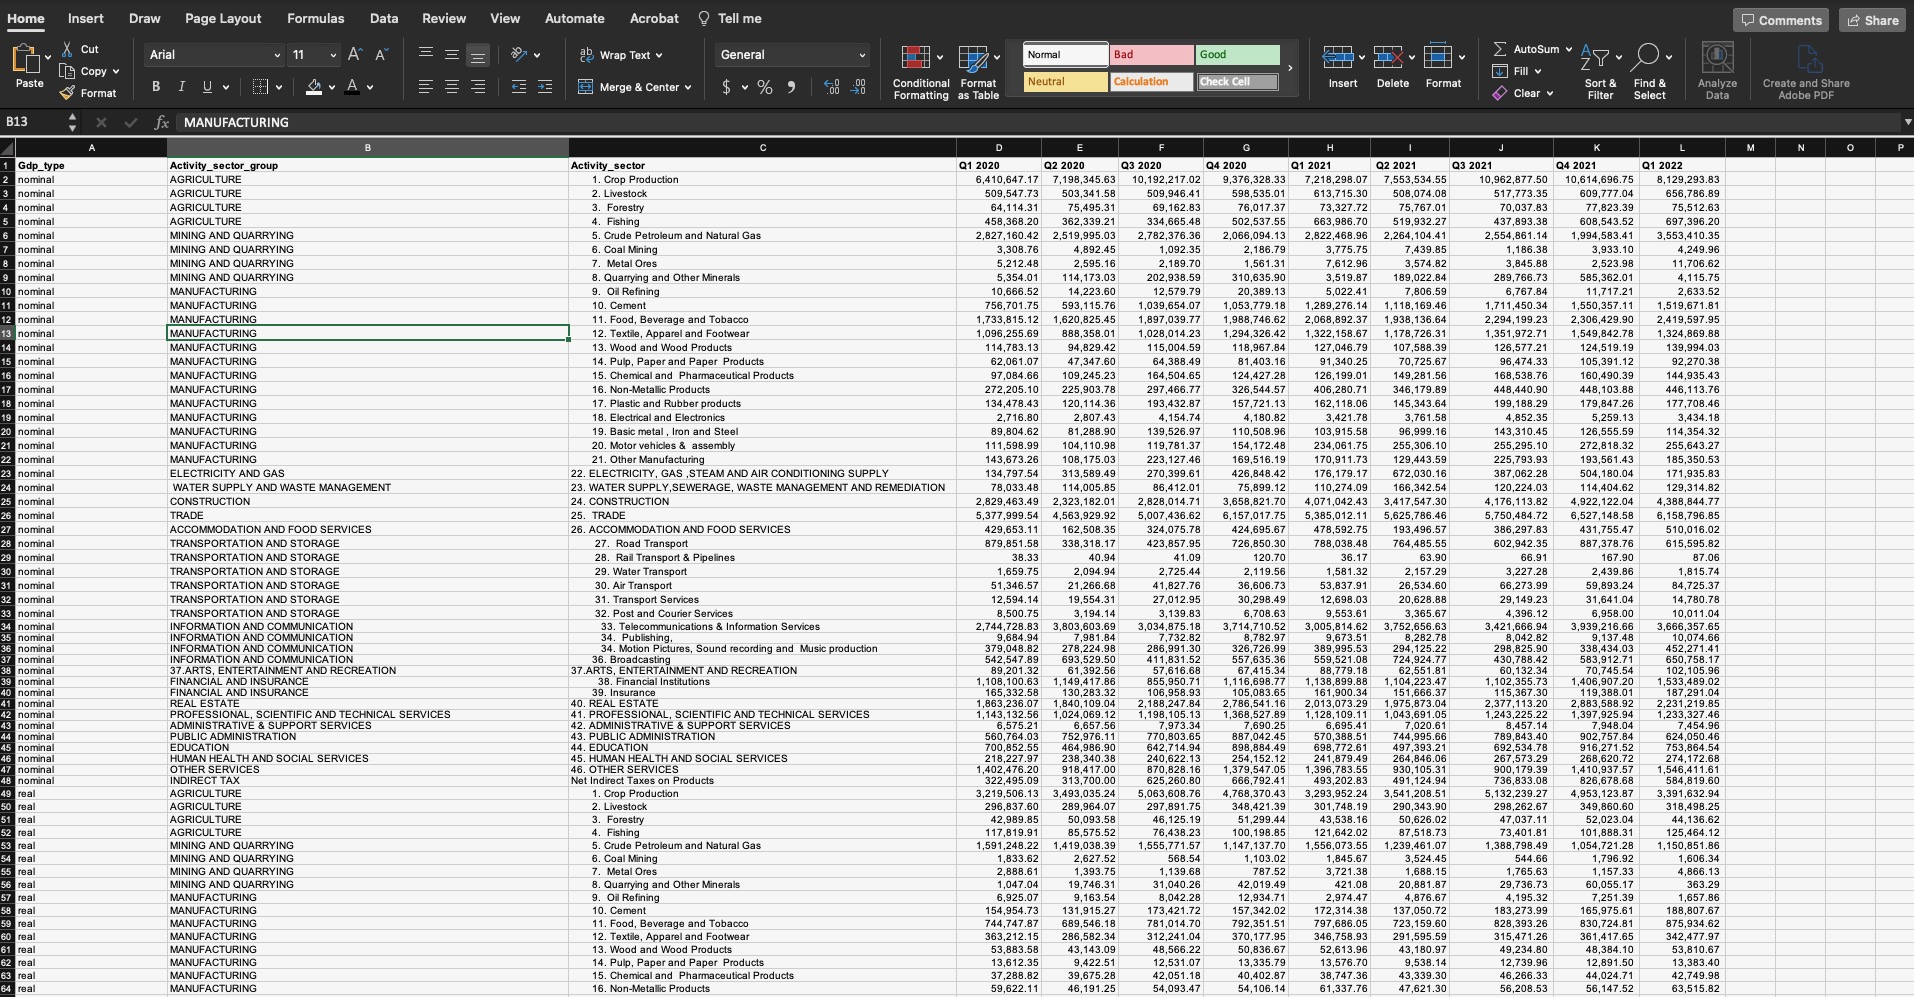 Home Insert Draw Page Layout Formulas Data Review View Automate Acrobat Tell me Comments Share
Paste Cut Copy Format Arial 11 Wrap Text Merge & Center General Conditional Formatting Format as Table Normal Bad Good Neutral Calculation Check Cell Insert Delete Format AutoSum Fill Clear Sort & Filter Find & Select Analyze Data Create and Share Adobe PDF
B13 fx MANUFACTURING
A B C D E F G H I J K L M N O P
1 Gdp_type Activity_sector_group Activity_sector Q1 2020 Q2 2020 Q3 2020 Q4 2020 Q1 2021 Q2 2021 Q3 2021 Q4 2021 Q1 2022
2 nominal AGRICULTURE 1. Crop Production 6,410,647.17 7,198,345.63 10,192,217.02 9,376,328.33 7,218,298.07 7,553,534.55 10,962,877.50 10,614,696.75 8,129,293.83
3 nominal AGRICULTURE 2. Livestock 509,547.73 503,341.58 509,946.41 598,535.01 613,715.30 508,074.08 517,773.35 609,777.04 656,786.89
4 nominal AGRICULTURE 3. Forestry 64,114.31 75,495.31 69,162.83 76,017.37 73,327.72 75,767.01 70,037.83 77,823.39 75,512.63
5 nominal AGRICULTURE 4. Fishing 458,368.20 362,339.21 334,665.48 502,537.55 663,986.70 519,932.27 437,893.38 608,543.52 697,396.20
6 nominal MINING AND QUARRYING 5. Crude Petroleum and Natural Gas 2,827,160.42 2,519,995.03 2,782,376.36 2,066,094.13 2,822,468.96 2,264,104.41 2,554,861.14 1,994,583.41 3,553,410.35
7 nominal MINING AND QUARRYING 6. Coal Mining 3,308.76 4,892.45 1,092.35 2,186.79 3,775.75 7,439.85 1,186.38 3,933.10 4,249.96
8 nominal MINING AND QUARRYING 7. Metal Ores 5,212.48 2,595.16 2,189.70 1,561.31 7,612.96 3,574.82 3,845.88 2,523.98 11,706.62
9 nominal MINING AND QUARRYING 8. Quarrying and Other Minerals 5,354.01 114,173.03 202,938.59 310,635.90 3,519.87 189,022.84 289,766.73 585,362.01 4,115.75
10 nominal MANUFACTURING 9. Oil Refining 10,666.52 14,223.60 12,579.79 20,389.13 5,022.41 7,806.59 6,767.84 11,717.21 2,633.52
11 nominal MANUFACTURING 10. Cement 756,701.75 593,115.76 1,039,654.07 1,053,779.18 1,289,276.14 1,118,169.46 1,711,450.34 1,550,357.11 1,519,671.81
12 nominal MANUFACTURING 11. Food, Beverage and Tobacco 1,733,815.12 1,620,825.45 1,897,039.77 1,988,746.62 2,068,892.37 1,938,136.64 2,294,199.23 2,306,429.90 2,419,597.95
13 nominal MANUFACTURING 12. Textile, Apparel and Footwear 1,096,255.69 888,358.01 1,028,014.23 1,294,326.42 1,322,158.67 1,178,726.31 1,351,972.71 1,549,842.78 1,324,869.88
14 nominal MANUFACTURING 13. Wood and Wood Products 114,783.13 94,829.42 115,004.59 118,967.84 127,046.79 107,588.39 126,577.21 124,519.19 139,994.03
15 nominal MANUFACTURING 14. Pulp, Paper and Paper Products 62,061.07 47,347.60 64,388.49 81,403.16 91,340.25 70,725.67 96,474.33 105,391.12 92,270.38
16 nominal MANUFACTURING 15. Chemical and Pharmaceutical Products 97,084.66 109,245.23 164,504.65 124,427.28 126,199.01 149,281.56 168,538.76 160,490.39 144,935.43
17 nominal MANUFACTURING 16. Non-Metallic Products 272,205.10 225,903.78 297,466.77 326,544.57 406,280.71 346,179.89 448,440.90 448,103.88 446,113.76
18 nominal MANUFACTURING 17. Plastic and Rubber products 134,478.43 120,114.36 193,432.87 157,721.13 162,118.06 145,343.64 199,188.29 179,847.26 177,708.46
19 nominal MANUFACTURING 18. Electrical and Electronics 2,716.80 2,807.43 4,154.74 4,180.82 3,421.78 3,761.58 4,852.35 5,259.13 3,434.18
20 nominal MANUFACTURING 19. Basic metal , Iron and Steel 89,804.62 81,288.90 139,526.97 110,508.96 103,915.58 96,999.16 143,310.45 126,555.59 114,354.32
21 nominal MANUFACTURING 20. Motor vehicles & assembly 111,598.99 104,110.98 119,781.37 154,172.48 234,061.75 255,306.10 255,295.10 272,818.32 255,643.27
22 nominal MANUFACTURING 21. Other Manufacturing 143,673.26 108,175.03 223,127.46 169,516.19 170,911.73 129,443.59 225,793.93 193,561.43 185,350.53
23 nominal ELECTRICITY AND GAS 22. ELECTRICITY, GAS ,STEAM AND AIR CONDITIONING SUPPLY 134,797.54 313,589.49 270,399.61 426,848.42 176,179.17 672,030.16 387,062.28 504,180.04 171,935.83
24 nominal WATER SUPPLY AND WASTE MANAGEMENT 23. WATER SUPPLY,SEWERAGE, WASTE MANAGEMENT AND REMEDIATION 78,033.48 114,005.85 86,412.01 75,899.12 110,274.09 166,342.54 120,224.03 114,404.62 129,314.82
25 nominal CONSTRUCTION 24. CONSTRUCTION 2,829,463.49 2,323,182.01 2,828,014.71 3,658,821.70 4,071,042.43 3,417,547.30 4,176,113.82 4,922,122.04 4,388,844.77
26 nominal TRADE 25. TRADE 5,377,999.54 4,563,929.92 5,007,436.62 6,157,017.75 5,385,012.11 5,625,786.46 5,750,484.72 6,527,148.58 6,158,796.85
27 nominal ACCOMMODATION AND FOOD SERVICES 26. ACCOMMODATION AND FOOD SERVICES 429,653.11 162,508.35 324,075.78 424,695.67 478,592.75 193,496.57 386,297.83 431,755.47 510,016.02
28 nominal TRANSPORTATION AND STORAGE 27. Road Transport 879,851.58 338,318.17 423,857.95 726,850.30 788,038.48 764,485.55 602,942.35 887,378.76 615,595.82
29 nominal TRANSPORTATION AND STORAGE 28. Rail Transport & Pipelines 38.33 40.94 41.09 120.70 36.17 63.90 66.91 167.90 87.06
30 nominal TRANSPORTATION AND STORAGE 29. Water Transport 1,659.75 2,094.94 2,725.44 2,119.56 1,581.32 2,157.29 3,227.28 2,439.86 1,815.74
31 nominal TRANSPORTATION AND STORAGE 30. Air Transport 51,346.57 21,266.68 41,827.76 36,606.73 53,837.91 26,534.60 66,273.99 59,893.24 84,725.37
32 nominal TRANSPORTATION AND STORAGE 31. Transport Services 12,594.14 19,554.31 27,012.95 30,298.49 12,698.03 20,628.88 29,149.23 31,641.04 14,780.78
33 nominal TRANSPORTATION AND STORAGE 32. Post and Courier Services 8,500.75 3,194.14 3,139.83 6,708.63 9,553.61 3,365.67 4,396.12 6,958.00 10,011.04
34 nominal INFORMATION AND COMMUNICATION 33. Telecommunications & Information Services 2,744,728.83 3,803,603.69 3,034,875.18 3,714,710.52 3,005,814.62 3,752,656.63 3,421,666.94 3,939,216.66 3,666,357.65
35 nominal INFORMATION AND COMMUNICATION 34. Publishing, 9,684.94 7,981.84 7,732.82 8,782.97 9,673.51 8,282.78 8,042.82 9,137.48 10,074.66
36 nominal INFORMATION AND COMMUNICATION 34. Motion Pictures, Sound recording and Music production 379,048.82 278,224.98 286,991.30 326,726.99 389,995.53 294,125.22 298,825.90 338,434.03 452,271.41
37 nominal INFORMATION AND COMMUNICATION 36. Broadcasting 542,547.89 693,529.50 411,831.52 557,635.36 559,521.08 724,924.77 430,788.42 583,912.71 650,758.17
38 nominal 37.ARTS, ENTERTAINMENT AND RECREATION 37.ARTS, ENTERTAINMENT AND RECREATION 89,201.32 61,392.56 57,616.68 67,415.34 88,779.18 62,551.81 60,132.34 70,745.54 102,105.96
39 nominal FINANCIAL AND INSURANCE 38. Financial Institutions 1,108,100.63 1,149,417.86 855,950.71 1,116,698.77 1,138,899.88 1,104,223.47 1,102,355.73 1,406,907.20 1,533,489.02
40 nominal FINANCIAL AND INSURANCE 39. Insurance 165,332.58 130,283.32 106,958.93 105,083.65 161,900.34 151,666.37 115,367.30 119,388.01 187,291.04
41 nominal REAL ESTATE 40. REAL ESTATE 1,863,236.07 1,840,109.04 2,188,247.84 2,786,541.16 2,013,073.29 1,975,873.04 2,377,113.20 2,883,588.92 2,231,219.85
42 nominal PROFESSIONAL, SCIENTIFIC AND TECHNICAL SERVICES 41. PROFESSIONAL, SCIENTIFIC AND TECHNICAL SERVICES 1,143,132.56 1,024,069.12 1,198,105.13 1,368,527.89 1,128,109.11 1,043,691.05 1,243,225.22 1,397,925.94 1,233,327.46
43 nominal ADMINISTRATIVE & SUPPORT SERVICES 42. ADMINISTRATIVE & SUPPORT SERVICES 6,575.21 6,657.56 7,973.34 7,690.25 6,695.41 7,020.61 8,457.14 7,948.04 7,454.96
44 nominal PUBLIC ADMINISTRATION 43. PUBLIC ADMINISTRATION 560,764.03 752,976.11 770,803.65 887,042.45 570,388.51 744,995.66 789,843.40 902,757.84 624,050.46
45 nominal EDUCATION 44. EDUCATION 700,852.55 464,986.90 642,714.94 898,884.49 698,772.61 497,393.21 692,534.78 916,271.52 753,864.54
46 nominal HUMAN HEALTH AND SOCIAL SERVICES 45. HUMAN HEALTH AND SOCIAL SERVICES 218,227.97 238,340.38 240,622.13 254,152.12 241,879.49 264,846.06 267,573.29 268,620.72 274,172.68
47 nominal OTHER SERVICES 46. OTHER SERVICES 1,402,476.20 918,417.00 870,828.16 1,379,547.05 1,396,783.55 930,105.31 900,179.39 1,410,937.57 1,546,411.61
48 nominal INDIRECT TAX Net Indirect Taxes on Products 322,495.09 313,700.00 625,260.80 666,792.41 493,202.83 491,124.94 736,833.08 826,678.68 584,819.60
49 real AGRICULTURE 1. Crop Production 3,219,506.13 3,493,035.24 5,063,608.76 4,768,370.43 3,293,952.24 3,541,208.51 5,132,239.27 4,953,123.87 3,391,632.94
50 real AGRICULTURE 2. Livestock 296,837.60 289,964.07 297,891.75 348,421.39 301,748.19 290,343.90 298,262.67 349,860.60 318,498.25
51 real AGRICULTURE 3. Forestry 42,989.85 50,093.58 46,125.19 51,299.44 43,538.16 50,626.02 47,037.11 52,023.04 44,136.62
52 real AGRICULTURE 4. Fishing 117,819.91 85,575.52 76,438.23 100,198.85 121,642.02 87,518.73 73,401.81 101,888.31 125,464.12
53 real MINING AND QUARRYING 5. Crude Petroleum and Natural Gas 1,591,248.22 1,419,038.39 1,555,771.57 1,147,137.70 1,556,073.55 1,239,461.07 1,388,798.49 1,054,721.28 1,150,851.86
54 real MINING AND QUARRYING 6. Coal Mining 1,833.62 2,627.52 568.54 1,103.02 1,845.67 3,524.45 544.66 1,796.92 1,606.34
55 real MINING AND QUARRYING 7. Metal Ores 2,888.61 1,393.75 1,139.68 787.52 3,721.38 1,688.15 1,765.63 1,157.33 4,866.13
56 real MINING AND QUARRYING 8. Quarrying and Other Minerals 1,047.04 19,746.31 31,040.26 42,019.49 421.08 20,881.87 29,736.73 60,055.17 363.29
57 real MANUFACTURING 9. Oil Refining 6,925.07 9,163.54 8,042.28 12,934.71 2,974.47 4,876.67 4,195.32 7,251.39 1,657.86
58 real MANUFACTURING 10. Cement 154,954.73 131,915.27 173,421.72 157,342.02 172,314.38 137,050.72 183,273.99 165,975.61 188,807.67
59 real MANUFACTURING 11. Food, Beverage and Tobacco 744,747.87 689,546.18 781,014.70 792,351.51 797,686.05 723,159.60 828,393.26 830,724.81 875,934.62
60 real MANUFACTURING 12. Textile, Apparel and Footwear 363,212.15 286,582.34 312,241.04 370,177.95 346,758.93 291,595.59 315,471.26 361,417.65 342,477.97
61 real MANUFACTURING 13. Wood and Wood Products 53,883.58 43,143.09 48,566.22 50,836.67 52,613.96 43,180.97 49,234.80 48,384.10 53,810.67
62 real MANUFACTURING 14. Pulp, Paper and Paper Products 13,612.35 9,422.51 12,531.07 13,335.79 13,576.70 9,538.14 12,739.96 12,891.50 13,383.40
63 real MANUFACTURING 15. Chemical and Pharmaceutical Products 37,288.82 39,675.28 42,051.18 40,402.87 38,747.36 43,339.30 46,266.33 44,024.71 42,749.98
64 real MANUFACTURING 16. Non-Metallic Products 59,622.11 46,191.25 54,093.47 54,106.14 61,337.76 47,621.30 56,208.53 56,147.52 63,515.82